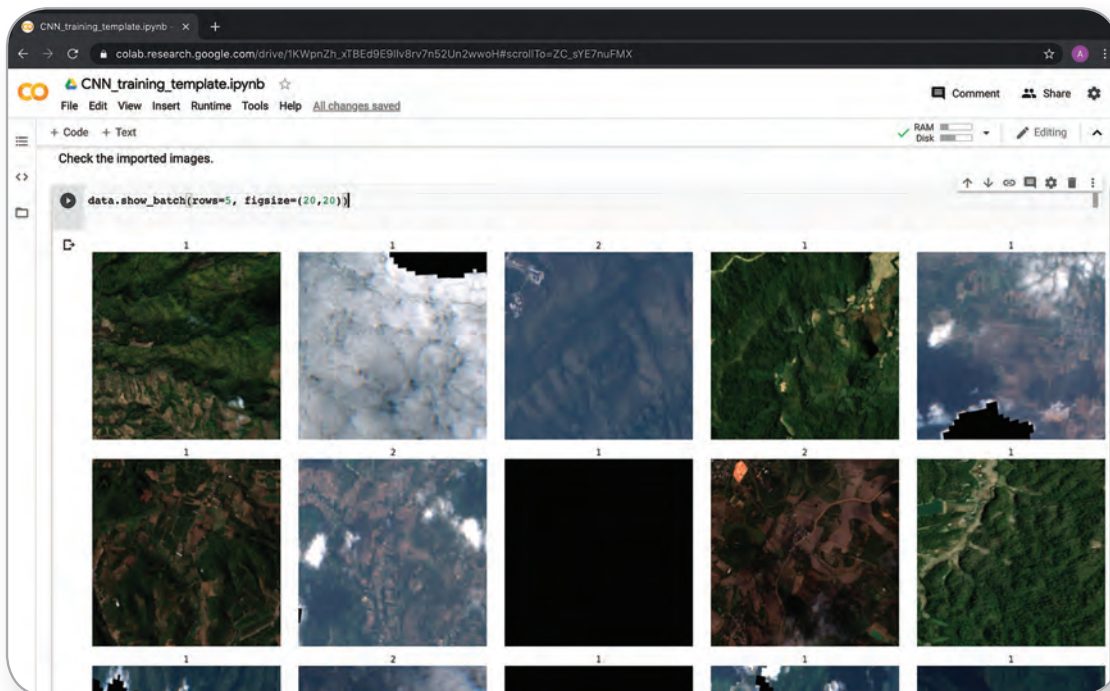 CNN_training_template.ipynb -
colab.research.google.com/drive/1KWpnZh_xTBEd9E9IIv8rv7n52Un2wwoH#scrollTo=ZC_sYE7nuFMX
A
CNN_training_template.ipynb
Comment Share
File Edit View Insert Runtime Tools Help All changes saved
+ Code + Text
RAM
Disk
Editing
Check the imported images.
data.show_batch(rows=5, figsize=(20,20))
1 1 2 1 1
1 2 1 2 1
1 2 1 1 1